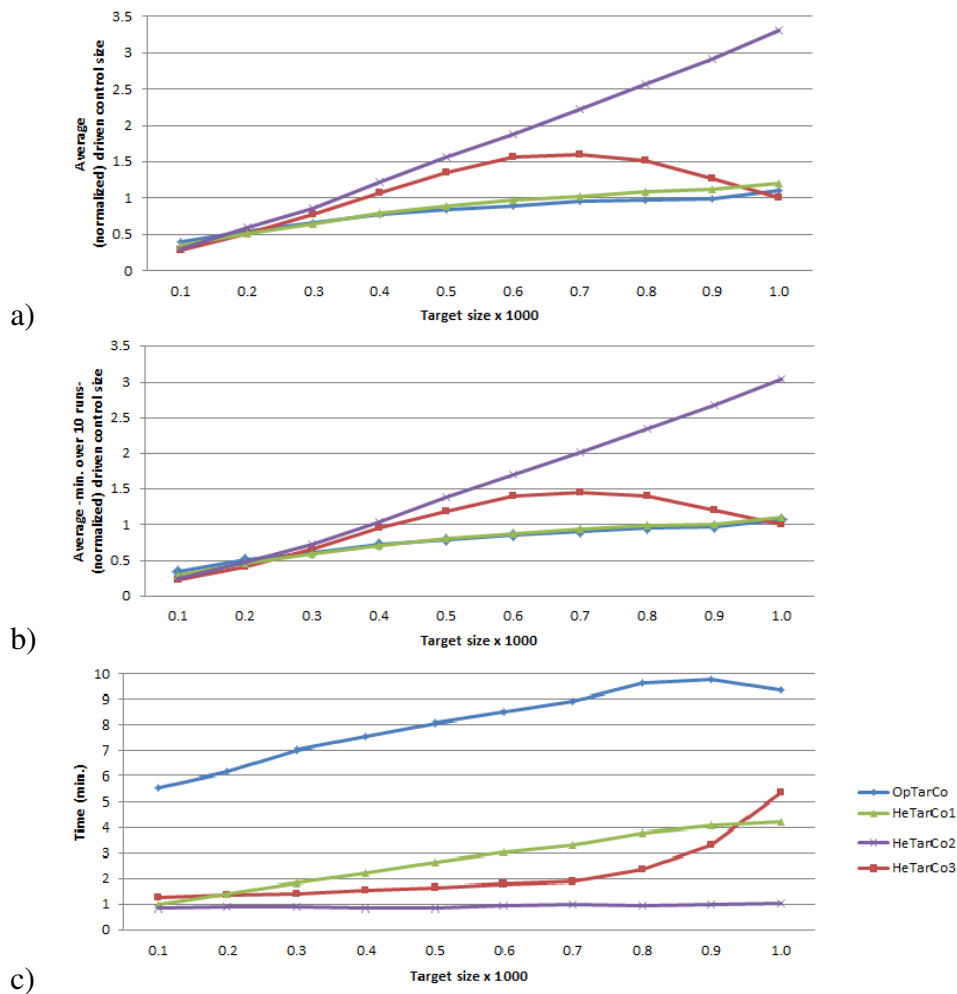 3.5
3
2.5
2
1.5
1
0.5
0
Average
(normalized) driven control size
0.1 0.2 0.3 0.4 0.5 0.6 0.7 0.8 0.9 1.0
Target size x 1000
a)
3.5
3
2.5
2
1.5
1
0.5
0
Average -min. over 10 runs-
(normalized) driven control size
0.1 0.2 0.3 0.4 0.5 0.6 0.7 0.8 0.9 1.0
Target size x 1000
b)
10
9
8
7
6
5
4
3
2
1
0
Time (min.)
0.1 0.2 0.3 0.4 0.5 0.6 0.7 0.8 0.9 1.0
Target size x 1000
OpTarCo
HeTarCo1
HeTarCo2
HeTarCo3
c)